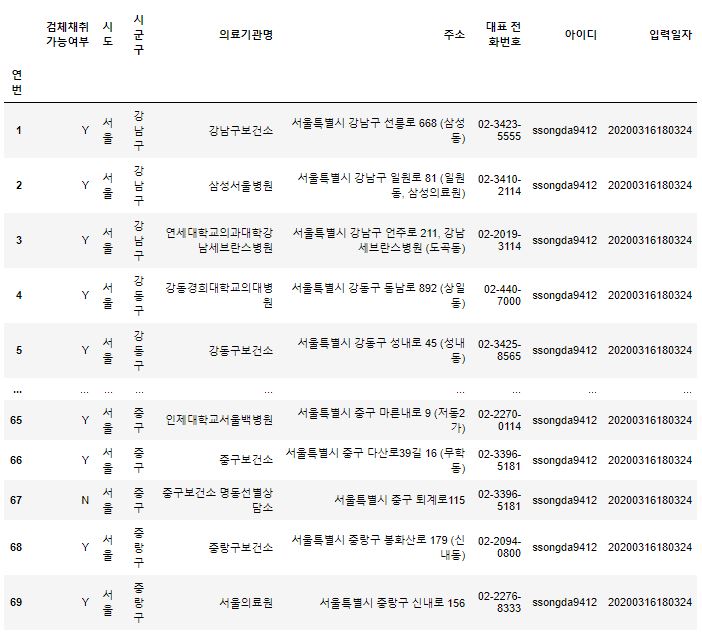 연번 검체채취 가능여부 시도 시군구 의료기관명 주소 대표 전화번호 아이디 입력일자
1 Y 서울 강남구 강남구보건소 서울특별시 강남구 선릉로 668 (삼성동) 02-3423-5555 ssongda9412 20200316180324
2 Y 서울 강남구 삼성서울병원 서울특별시 강남구 일원로 81 (일원동, 삼성의료원) 02-3410-2114 ssongda9412 20200316180324
3 Y 서울 강남구 연세대학교의과대학강남세브란스병원 서울특별시 강남구 언주로 211, 강남세브란스병원 (도곡동) 02-2019-3114 ssongda9412 20200316180324
4 Y 서울 강동구 강동경희대학교의대병원 서울특별시 강동구 동남로 892 (상일동) 02-440-7000 ssongda9412 20200316180324
5 Y 서울 강동구 강동구보건소 서울특별시 강동구 성내로 45 (성내동) 02-3425-8565 ssongda9412 20200316180324
... ... ... ... ... ... ... ... ...
65 Y 서울 중구 인제대학교서울백병원 서울특별시 중구 마른내로 9 (저동2가) 02-2270-0114 ssongda9412 20200316180324
66 Y 서울 중구 중구보건소 서울특별시 중구 다산로39길 16 (무학동) 02-3396-5181 ssongda9412 20200316180324
67 N 서울 중구 중구보건소 명동선별상담소 서울특별시 중구 퇴계로115 02-3396-5181 ssongda9412 20200316180324
68 Y 서울 중랑구 중랑구보건소 서울특별시 중랑구 봉화산로 179 (신내동) 02-2094-0800 ssongda9412 20200316180324
69 Y 서울 중랑구 서울의료원 서울특별시 중랑구 신내로 156 02-2276-8333 ssongda9412 20200316180324